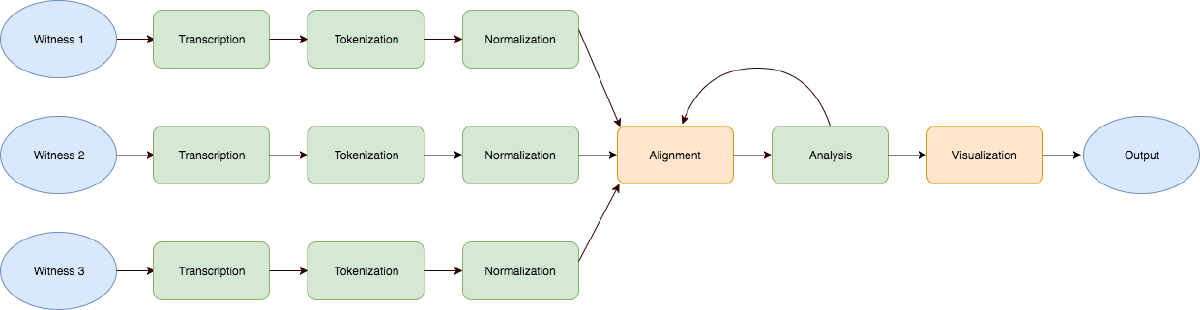 Witness 1
Transcription
Tokenization
Normalization
Witness 2
Transcription
Tokenization
Normalization
Alignment
Analysis
Visualization
Output
Witness 3
Transcription
Tokenization
Normalization